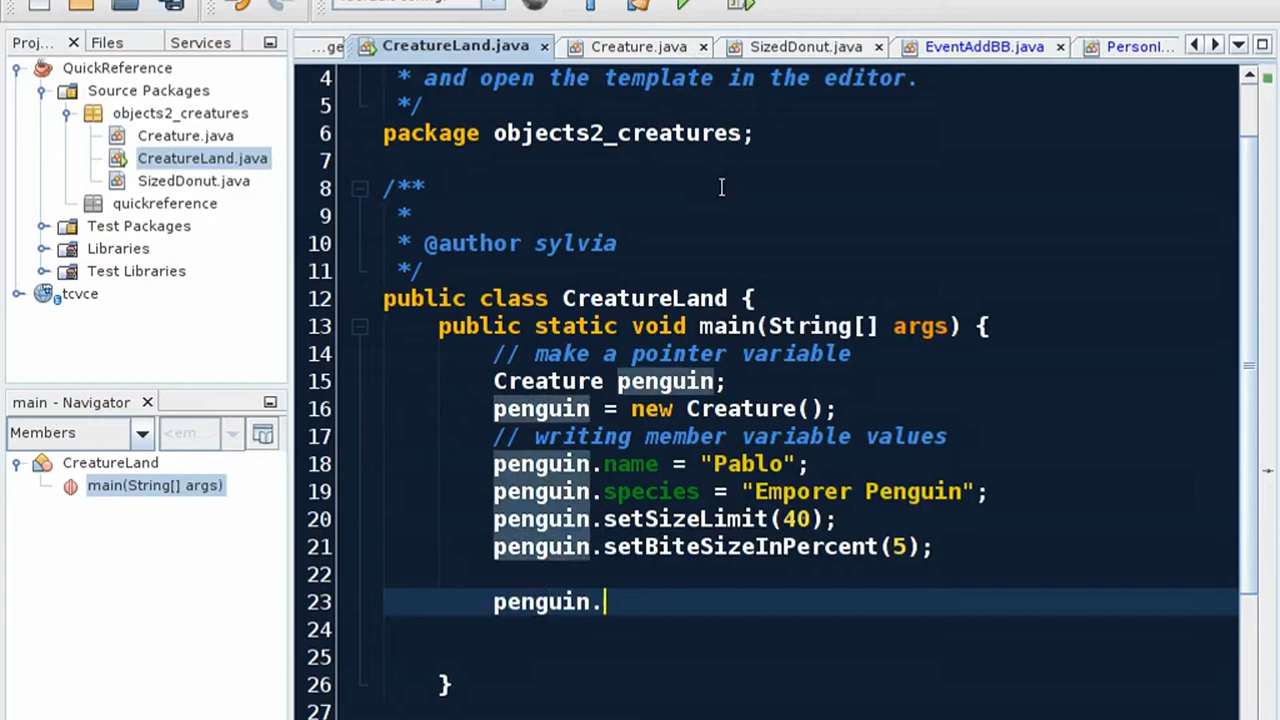 Proj...
Files
Services
QuickReference
Source Packages
objects2_creatures
Creature.java
CreatureLand.java
SizedDonut.java
quickreference
Test Packages
Libraries
Test Libraries
tcvce
main - Navigator
Members
<em...
CreatureLand
main(String[] args)
...ge
CreatureLand.java
Creature.java
SizedDonut.java
EventAddBB.java
PersonI...
4 * and open the template in the editor.
5 */
6 package objects2_creatures;
7
8 /**
9 *
10 * @author sylvia
11 */
12 public class CreatureLand {
13 public static void main(String[] args) {
14 // make a pointer variable
15 Creature penguin;
16 penguin = new Creature();
17 // writing member variable values
18 penguin.name = "Pablo";
19 penguin.species = "Emporer Penguin";
20 penguin.setSizeLimit(40);
21 penguin.setBiteSizeInPercent(5);
22
23 penguin.
24
25
26 }
27